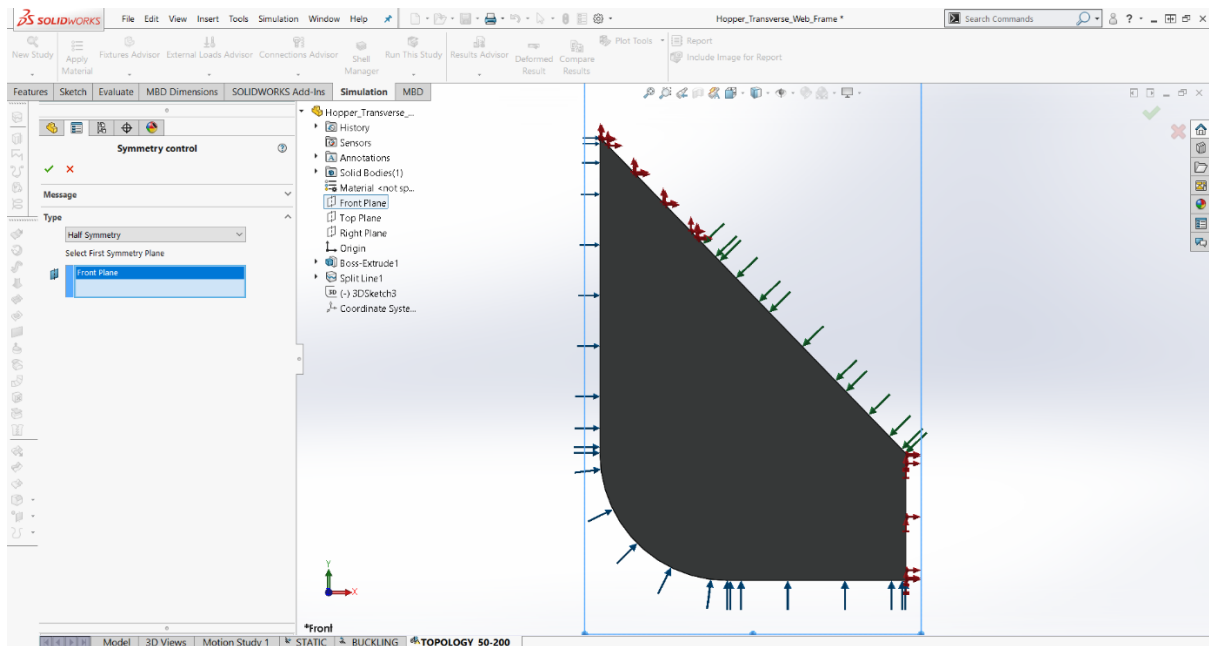 SOLIDWORKS File Edit View Insert Tools Simulation Window Help Hopper_Transverse_Web_Frame * Search Commands ?
New Study Apply Material Fixtures Advisor External Loads Advisor Connections Advisor Shell Manager Run This Study Results Advisor Deformed Result Compare Results Plot Tools Report
Include Image for Report
Features Sketch Evaluate MBD Dimensions SOLIDWORKS Add-Ins Simulation MBD
Symmetry control
Message
Type
Half Symmetry
Select First Symmetry Plane
Front Plane
Hopper_Transverse_...
History
Sensors
Annotations
Solid Bodies(1)
Material <not sp...
Front Plane
Top Plane
Right Plane
Origin
Boss-Extrude1
Split Line1
3D (-) 3DSketch3
Coordinate Syste...
Y
X
*Front
Model 3D Views Motion Study 1 STATIC BUCKLING TOPOLOGY 50-200